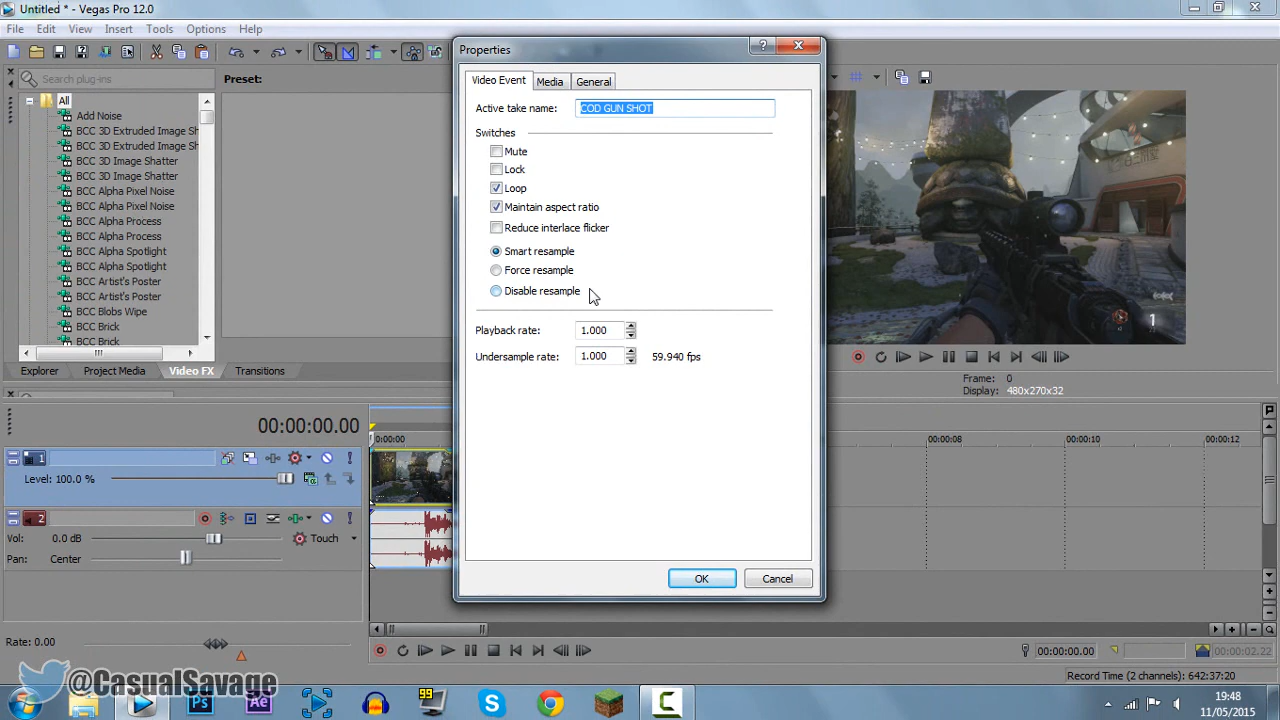 Untitled * - Vegas Pro 12.0
File Edit View Insert Tools Options Help
Search plug-ins
Preset:
All
Add Noise
BCC 3D Extruded Image Sh
BCC 3D Extruded Image Sh
BCC 3D Image Shatter
BCC 3D Image Shatter
BCC Alpha Pixel Noise
BCC Alpha Pixel Noise
BCC Alpha Process
BCC Alpha Process
BCC Alpha Spotlight
BCC Alpha Spotlight
BCC Artist's Poster
BCC Artist's Poster
BCC Blobs Wipe
BCC Brick
BCC Brick
Explorer Project Media Video FX Transitions
Properties
Video Event Media General
Active take name: COD GUN SHOT
Switches
Mute
Lock
Loop
Maintain aspect ratio
Reduce interlace flicker
Smart resample
Force resample
Disable resample
Playback rate: 1.000
Undersample rate: 1.000 59.940 fps
OK Cancel
1
Frame: 0
Display: 480x270x32
00:00:00.00
0:00:00
00:00:08 00:00:10 00:00:12
1
Level: 100.0 %
2
Vol: 0.0 dB Touch
Pan: Center
Rate: 0.00
00:00:00.00 00:00:02.22
Record Time (2 channels): 642:37:20
@CasualSavage
Ps Ae 99
19:48
11/05/2015